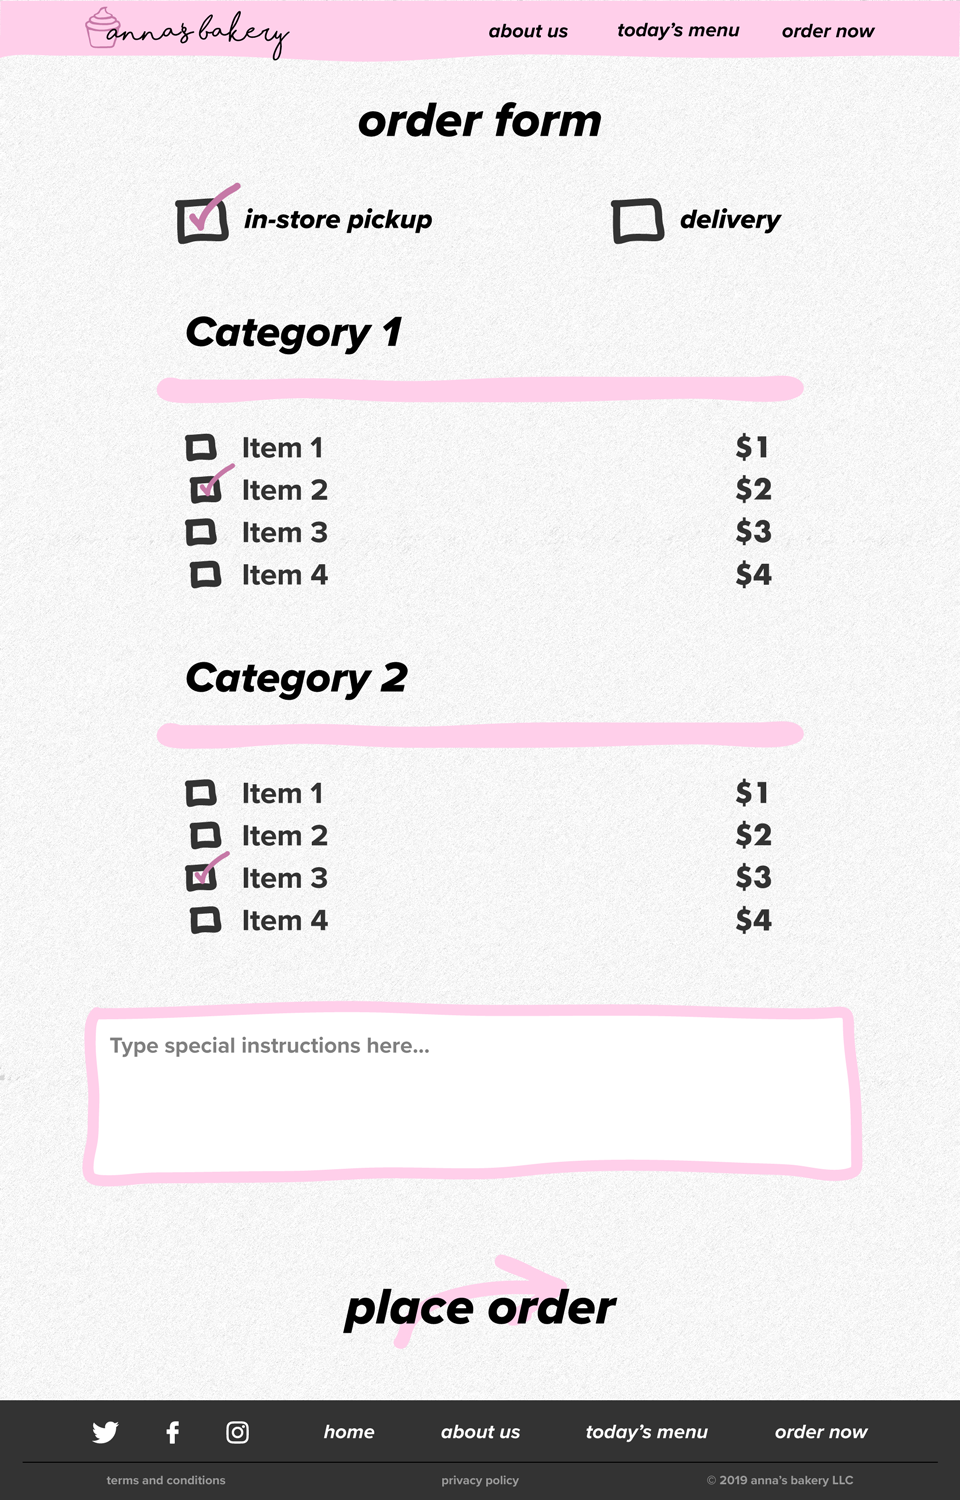 anna's bakery about us today's menu order now
order form
in-store pickup delivery
Category 1
Item 1 $1
Item 2 $2
Item 3 $3
Item 4 $4
Category 2
Item 1 $1
Item 2 $2
Item 3 $3
Item 4 $4
Type special instructions here...
place order
home about us today's menu order now
terms and conditions privacy policy © 2019 anna's bakery LLC